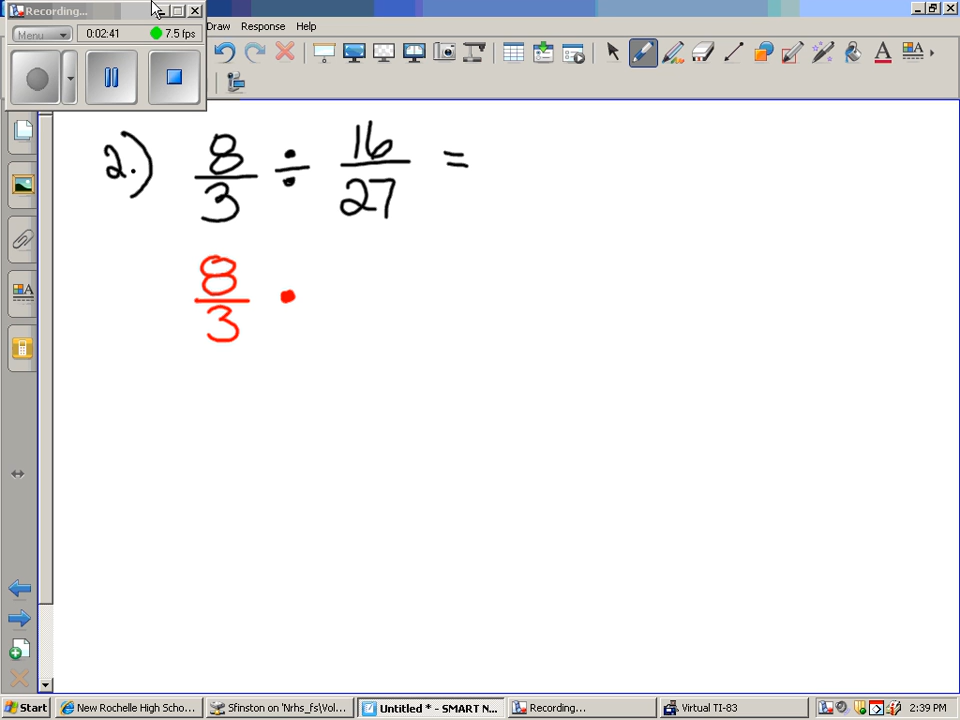 Recording...
Menu 0:02:41 7.5 fps
Draw Response Help
2.) 8/3 ÷ 16/27 =
8/3 ·
Start New Rochelle High Scho... Sfinston on 'Nrhs_fs\Vol... Untitled * - SMART N... Recording... Virtual TI-83 2:39 PM